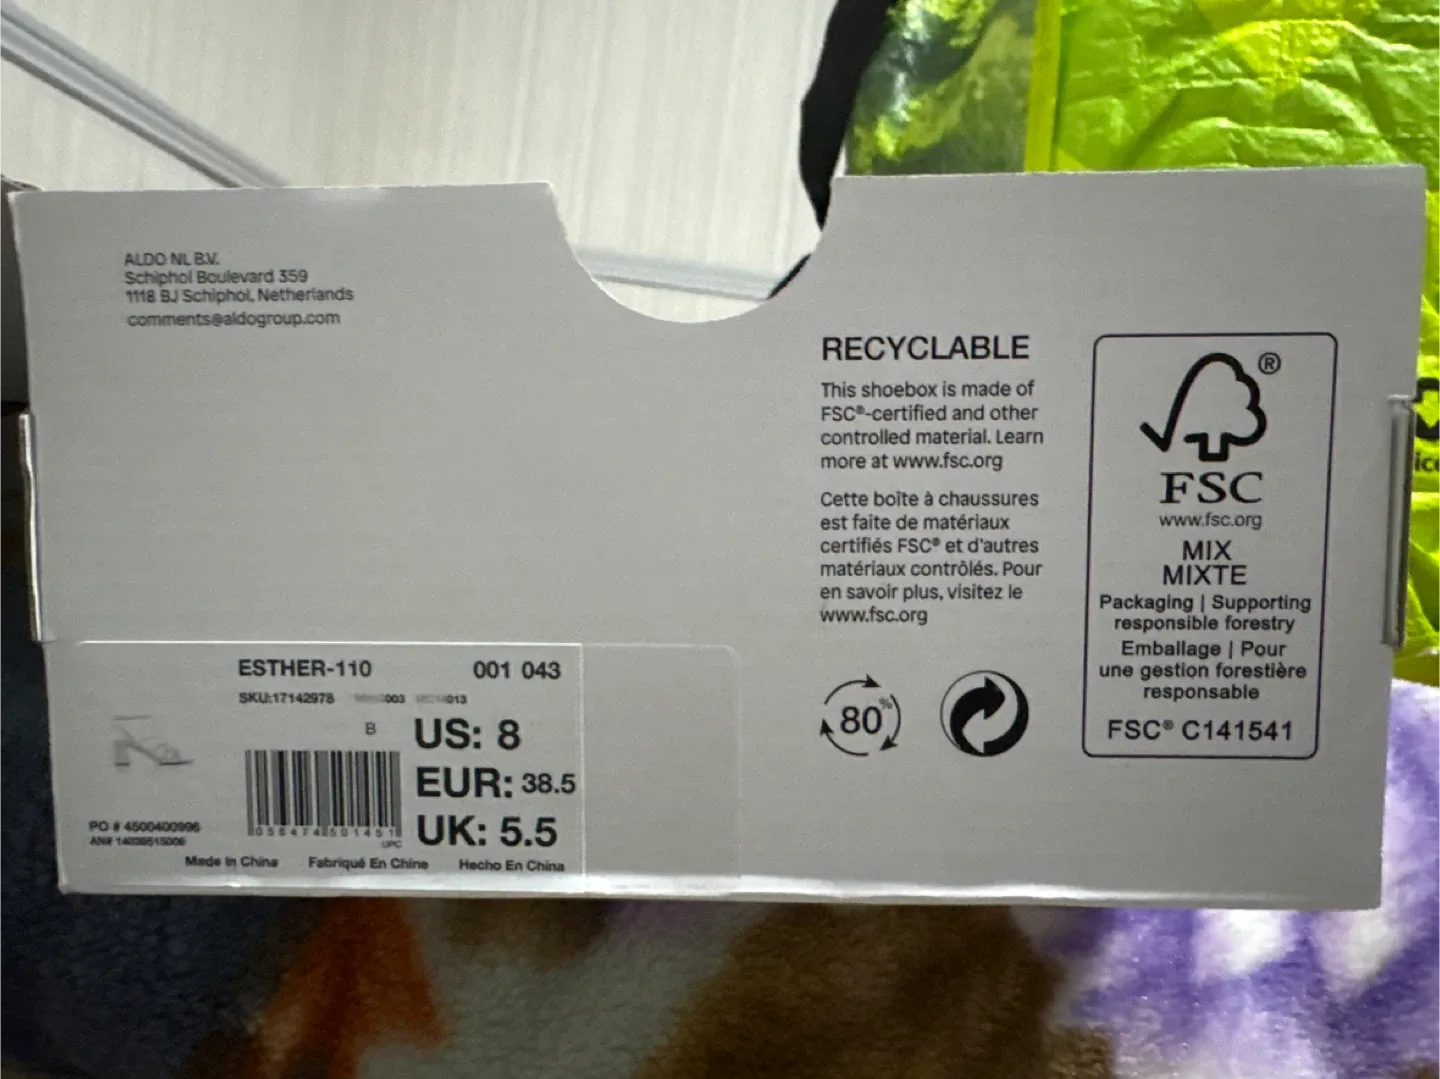 ALDO NL B.V.
Schiphol Boulevard 359
1118 BJ Schiphol, Netherlands
comments@aldogroup.com
RECYCLABLE
This shoebox is made of
FSC®-certified and other
controlled material. Learn
more at www.fsc.org
Cette boîte à chaussures
est faite de matériaux
certifiés FSC® et d'autres
matériaux contrôlés. Pour
en savoir plus, visitez le
www.fsc.org
80%
®
FSC
www.fsc.org
MIX
MIXTE
Packaging | Supporting
responsible forestry
Emballage | Pour
une gestion forestière
responsable
FSC® C141541
ESTHER-110 001 043
SKU:17142978
B
US: 8
EUR: 38.5
UK: 5.5
PO # 4500400996
UPC
Made In China Fabriqué En Chine Hecho En China